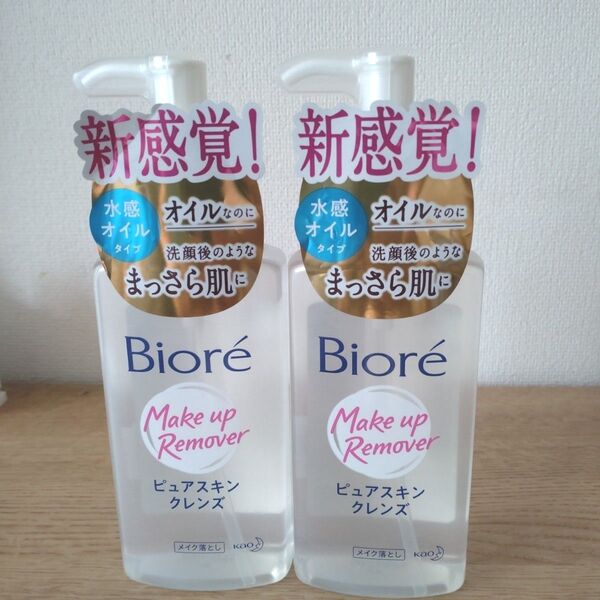 新感覚!
水感
オイル
タイプ
オイルなのに
洗顔後のような
まっさら肌に
Bioré
Make up
Remover
ピュアスキン
クレンズ
メイク落とし
Kao
新感覚!
水感
オイル
タイプ
オイルなのに
洗顔後のような
まっさら肌に
Bioré
Make up
Remover
ピュアスキン
クレンズ
メイク落とし
Kao